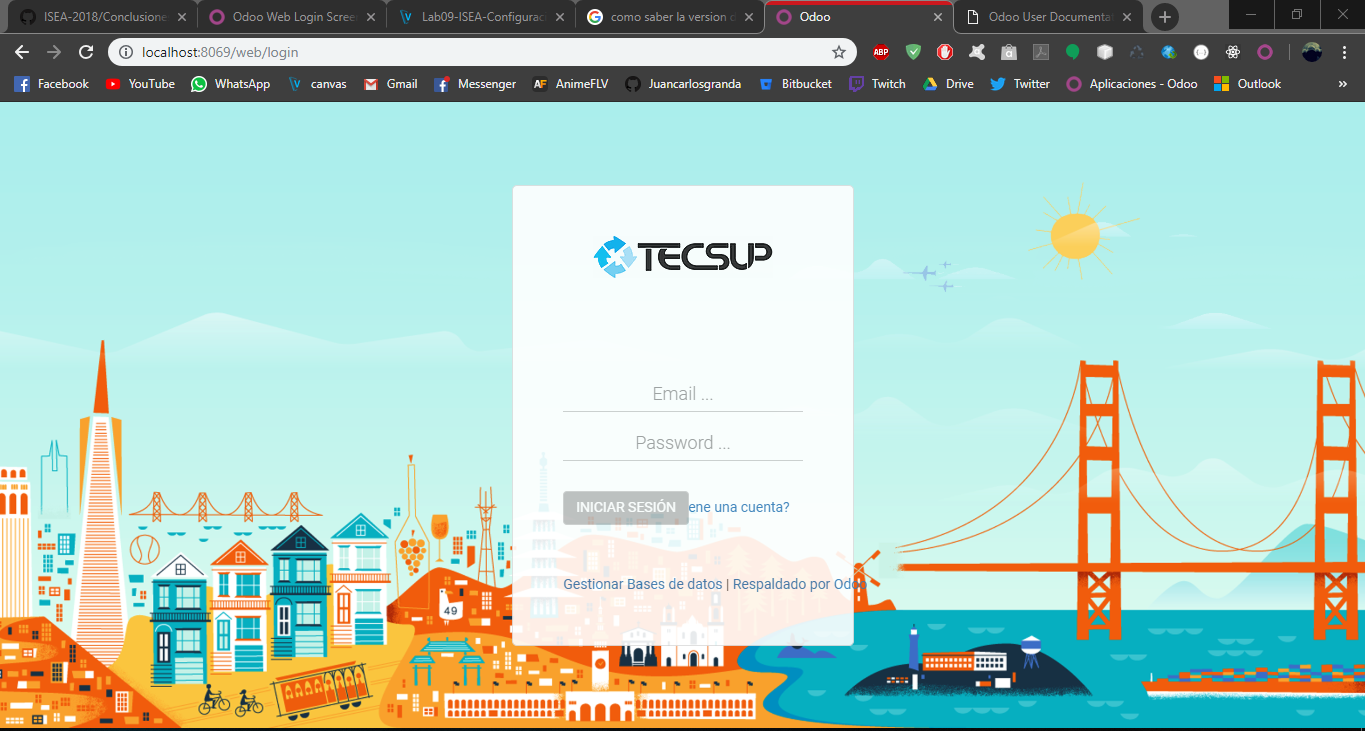 ISEA-2018/Conclusione
Odoo Web Login Scree
Lab09-ISEA-Configurac
como saber la version d
Odoo
Odoo User Documentat
localhost:8069/web/login
ABP
Facebook
YouTube
WhatsApp
canvas
Gmail
Messenger
AF
AnimeFLV
Juancarlosgranda
Bitbucket
Twitch
Drive
Twitter
Aplicaciones - Odoo
Outlook
»
TECSUP
Email ...
Password ...
INICIAR SESIÓN ene una cuenta?
Gestionar Bases de datos | Respaldado por Odoo
49